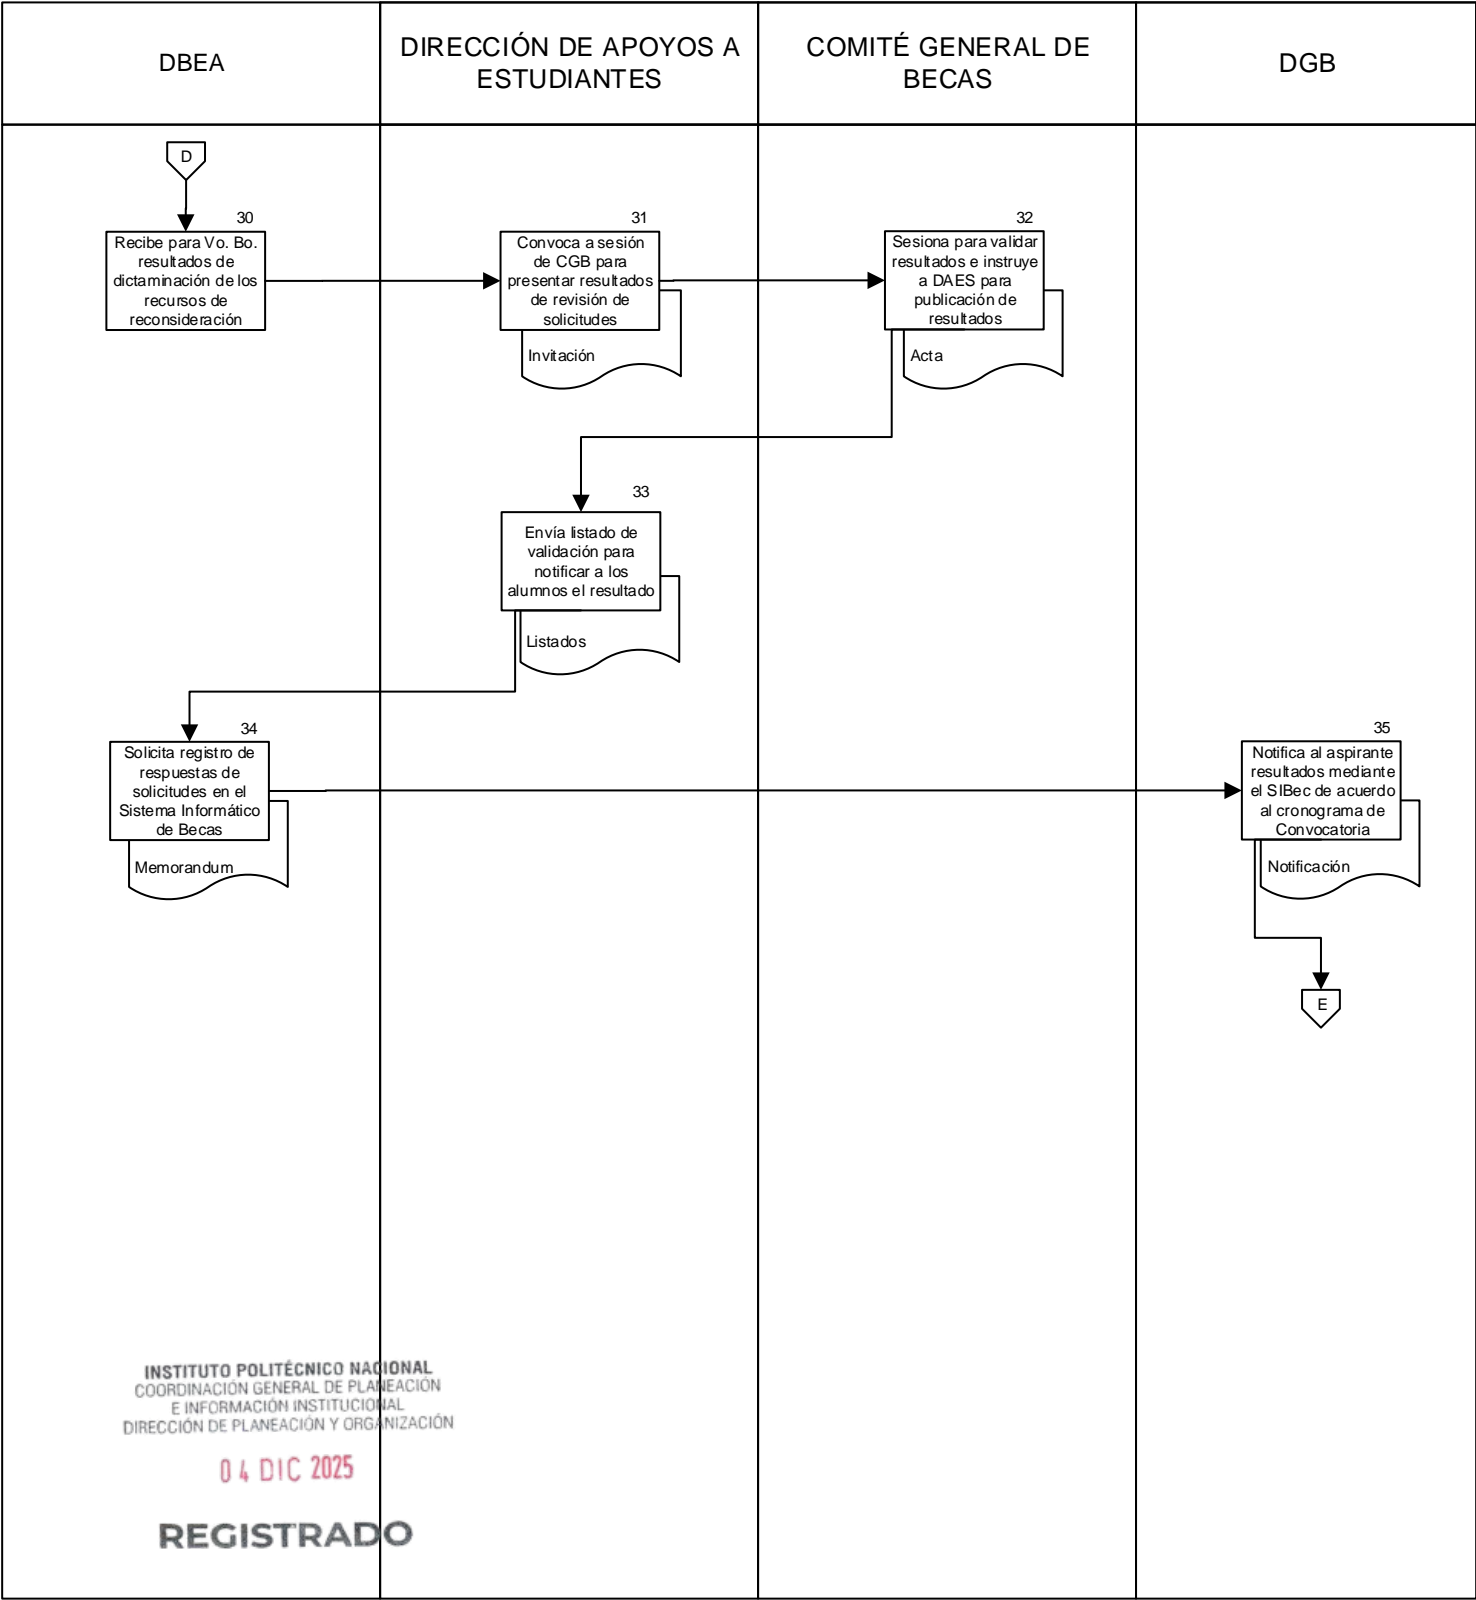 DBEA
DIRECCIÓN DE APOYOS A
ESTUDIANTES
COMITÉ GENERAL DE
BECAS
DGB
D
30
Recibe para Vo. Bo.
resultados de
dictaminación de los
recursos de
reconsideración
31
Convoca a sesión
de CGB para
presentar resultados
de revisión de
solicitudes
Invitación
32
Sesiona para validar
resultados e instruye
a DAES para
publicación de
resultados
Acta
33
Envía listado de
validación para
notificar a los
alumnos el resultado
Listados
34
Solicita registro de
respuestas de
solicitudes en el
Sistema Informático
de Becas
Memorandum
35
Notifica al aspirante
resultados mediante
el SIBec de acuerdo
al cronograma de
Convocatoria
Notificación
E
INSTITUTO POLITÉCNICO NACIONAL
COORDINACIÓN GENERAL DE PLANEACIÓN
E INFORMACIÓN INSTITUCIONAL
DIRECCIÓN DE PLANEACIÓN Y ORGANIZACIÓN
04 DIC 2025
REGISTRADO